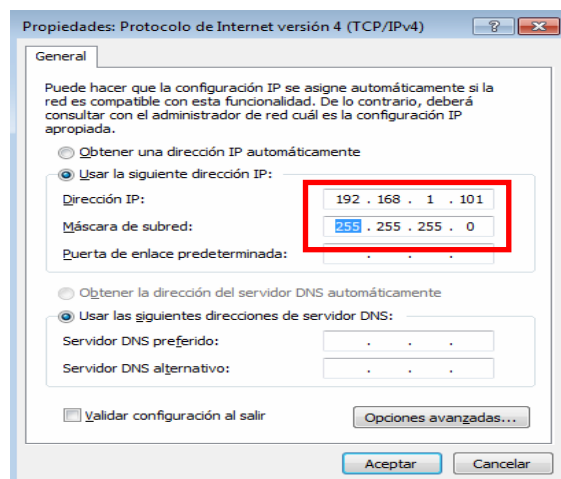 Propiedades: Protocolo de Internet versión 4 (TCP/IPv4)
General
Puede hacer que la configuración IP se asigne automáticamente si la
red es compatible con esta funcionalidad. De lo contrario, deberá
consultar con el administrador de red cuál es la configuración IP
apropiada.
Obtener una dirección IP automáticamente
Usar la siguiente dirección IP:
Dirección IP: 192 . 168 . 1 . 101
Máscara de subred: 255 . 255 . 255 . 0
Puerta de enlace predeterminada: . . .
Obtener la dirección del servidor DNS automáticamente
Usar las siguientes direcciones de servidor DNS:
Servidor DNS preferido: . . .
Servidor DNS alternativo: . . .
Validar configuración al salir Opciones avanzadas...
Aceptar Cancelar